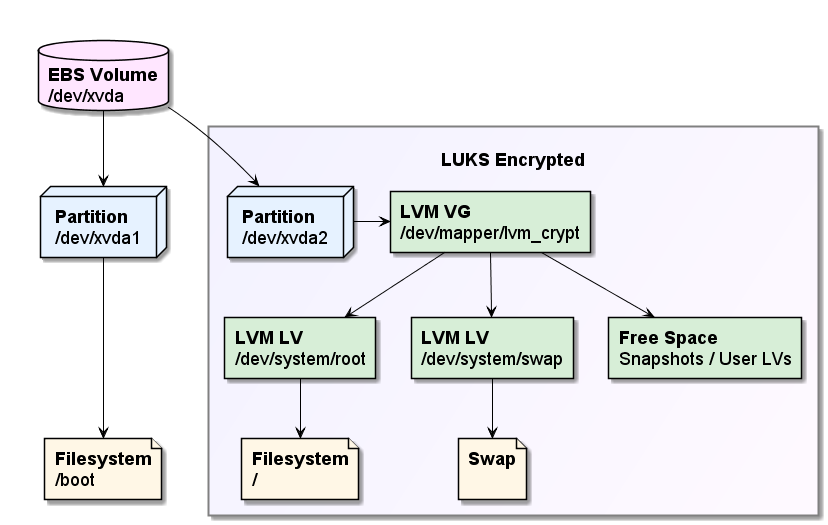 EBS Volume
/dev/xvda
LUKS Encrypted
Partition
/dev/xvda1
Partition
/dev/xvda2
LVM VG
/dev/mapper/lvm_crypt
LVM LV
/dev/system/root
LVM LV
/dev/system/swap
Free Space
Snapshots / User LVs
Filesystem
/boot
Filesystem
/
Swap